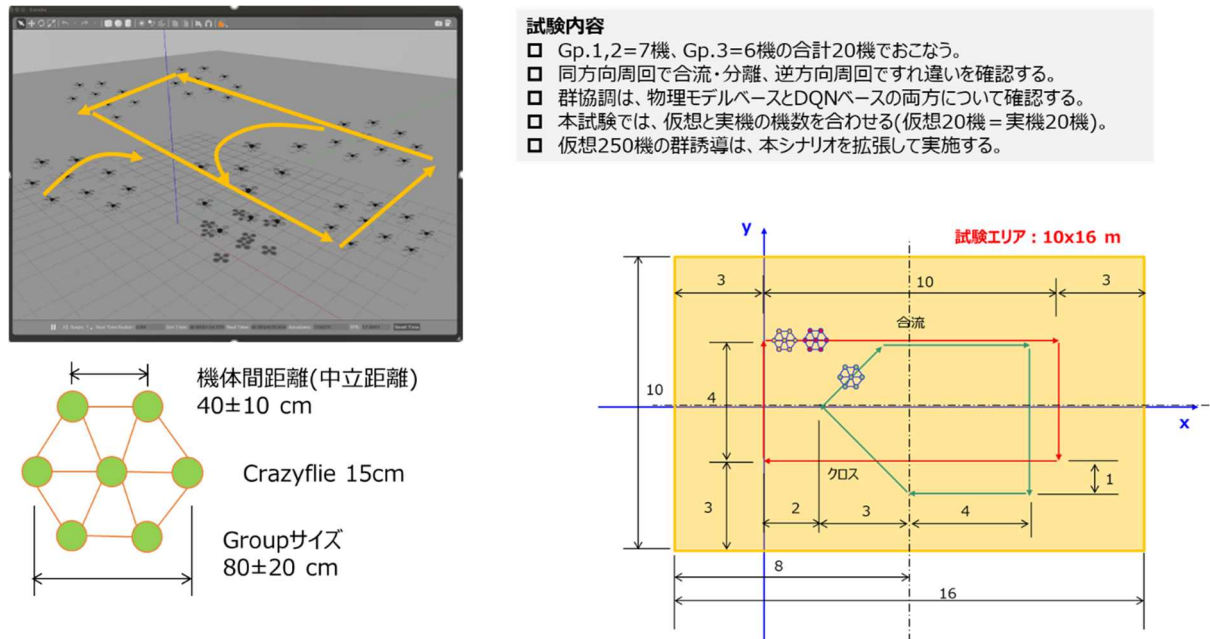 試験内容
□ Gp.1,2=7機、Gp.3=6機の合計20機でおこなう。
□ 同方向周回で合流・分離、逆方向周回ですれ違いを確認する。
□ 群協調は、物理モデルベースとDQNベースの両方について確認する。
□ 本試験では、仮想と実機の機数を合わせる(仮想20機＝実機20機)。
□ 仮想250機の群誘導は、本シナリオを拡張して実施する。
機体間距離(中立距離)
40±10 cm
Crazyflie 15cm
Groupサイズ
80±20 cm
y
試験エリア：10x16 m
3
10
3
合流
10
4
x
クロス
1
3
2
3
4
8
16